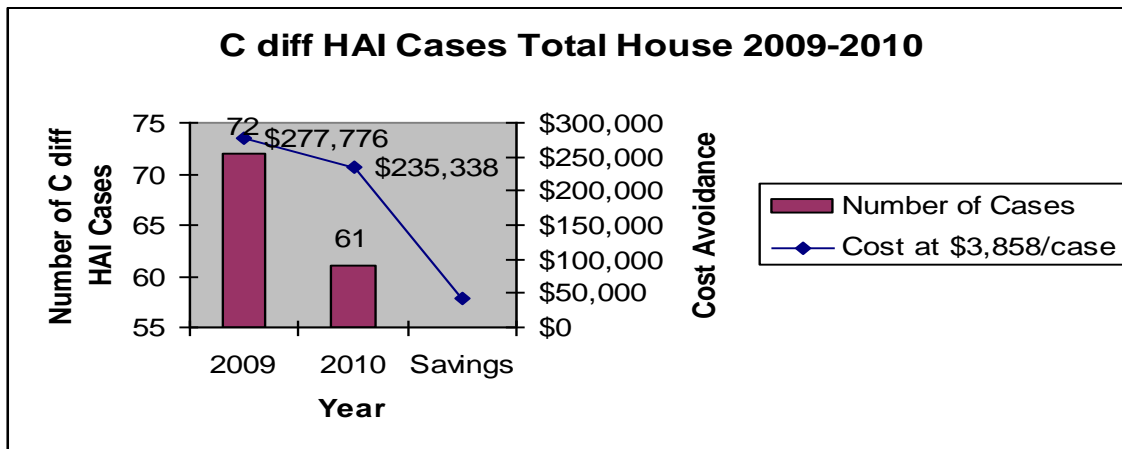 C diff HAI Cases Total House 2009-2010
Number of C diff
HAI Cases
75
70
65
60
55
72
$277,776
$235,338
61
$300,000
$250,000
$200,000
$150,000
$100,000
$50,000
$0
Cost Avoidance
2009 2010 Savings
Year
Number of Cases
Cost at $3,858/case